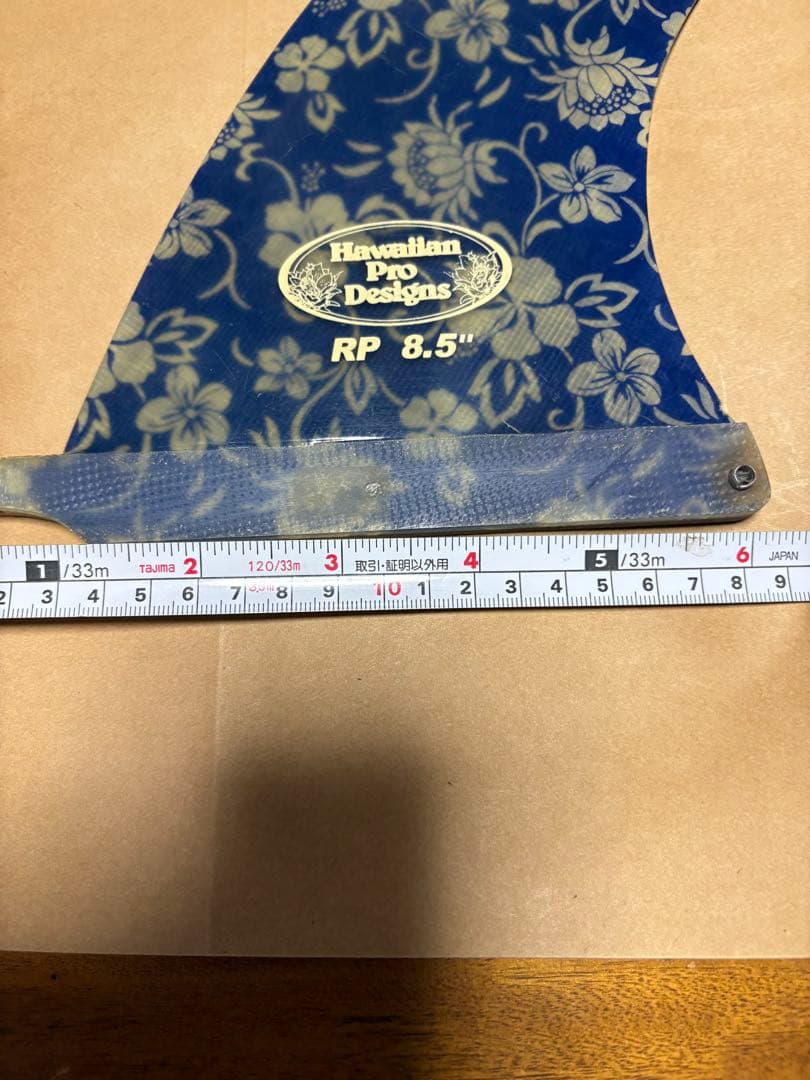 Hawaiian
Pro
Designs
RP 8.5"
1 /33m Tajima 2 120/33m 3 取引・証明以外用 4 5 /33m 6 JAPAN
2 3 4 5 6 7 8 9 10 1 2 3 4 5 6 7 8 9